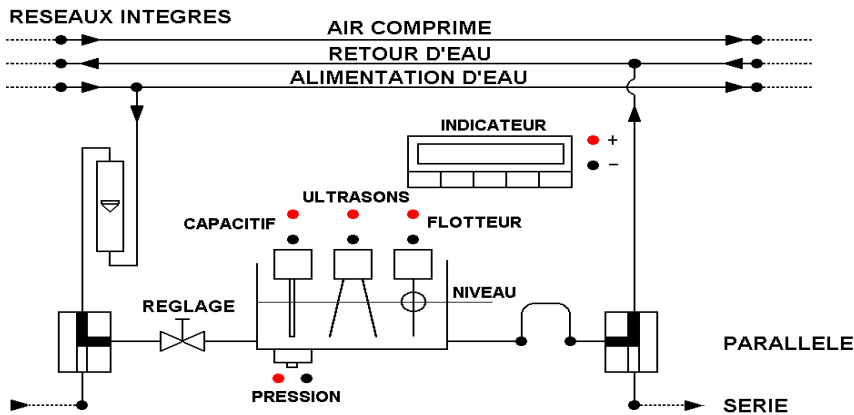 RESEAUX INTEGRES
AIR COMPRIME
RETOUR D'EAU
ALIMENTATION D'EAU
INDICATEUR
+
−
ULTRASONS
CAPACITIF
FLOTTEUR
NIVEAU
REGLAGE
PARALLELE
PRESSION
SERIE